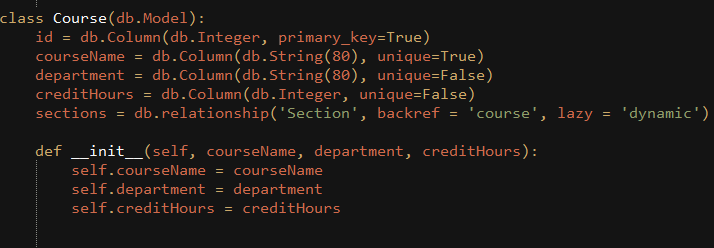 class Course(db.Model):
    id = db.Column(db.Integer, primary_key=True)
    courseName = db.Column(db.String(80), unique=True)
    department = db.Column(db.String(80), unique=False)
    creditHours = db.Column(db.Integer, unique=False)
    sections = db.relationship('Section', backref = 'course', lazy = 'dynamic')

    def __init__(self, courseName, department, creditHours):
        self.courseName = courseName
        self.department = department
        self.creditHours = creditHours